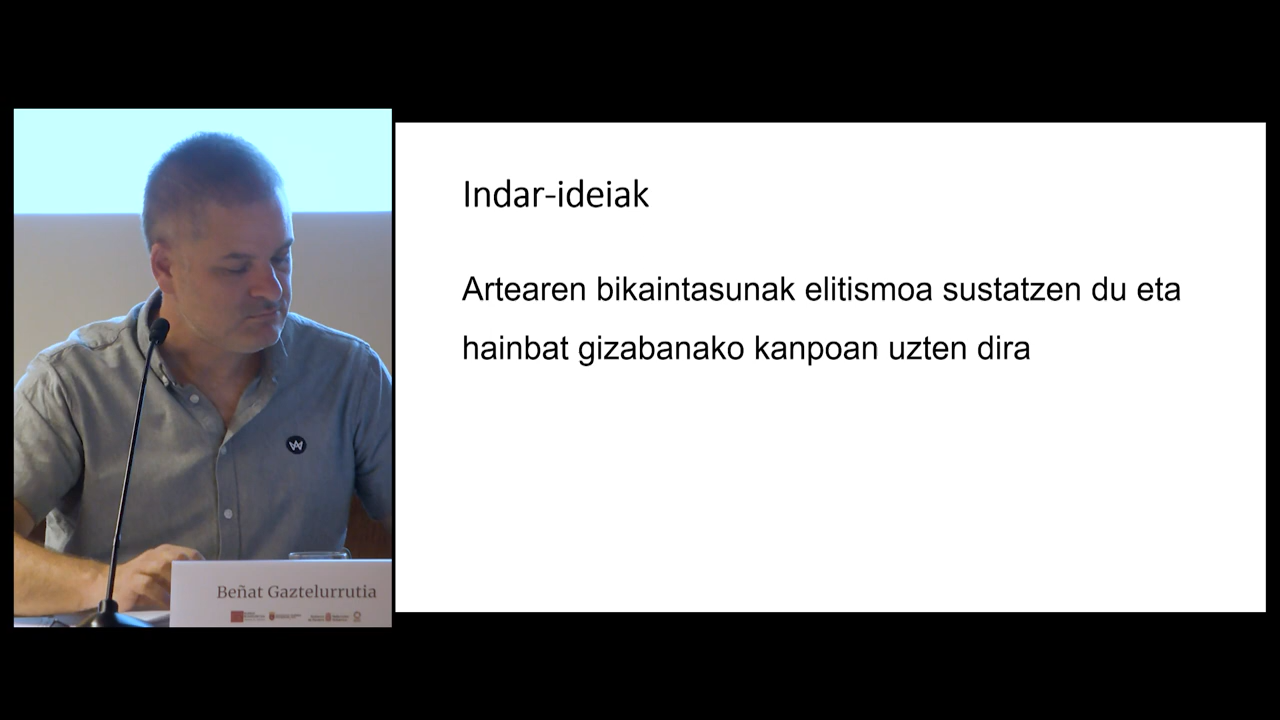 Indar-ideiak
Artearen bikaintasunak elitismoa sustatzen du eta
hainbat gizabanako kanpoan uzten dira
Beñat Gaztelurrutia